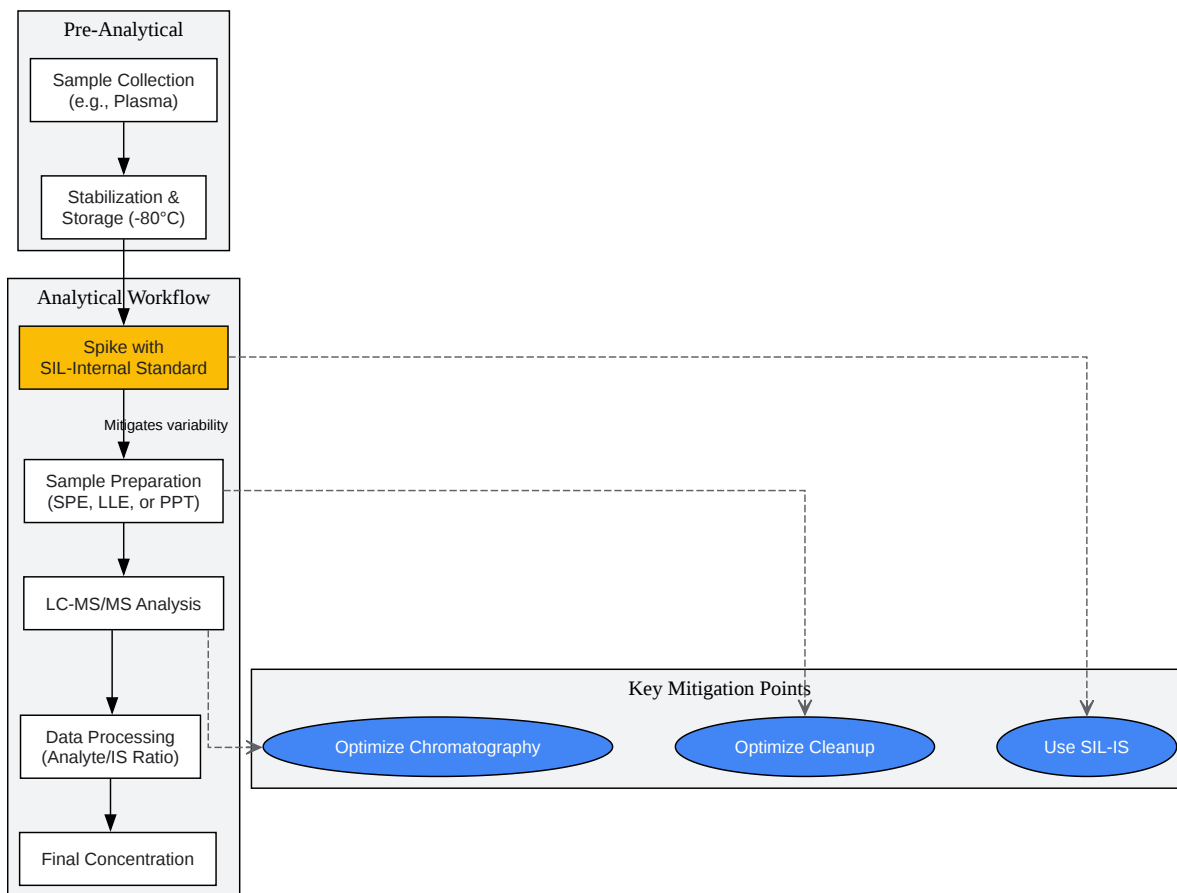 Pre-Analytical
Sample Collection
(e.g., Plasma)
Stabilization &
Storage (-80°C)
Analytical Workflow
Spike with
SIL-Internal Standard
Mitigates variability
Sample Preparation
(SPE, LLE, or PPT)
LC-MS/MS Analysis
Data Processing
(Analyte/IS Ratio)
Final Concentration
Key Mitigation Points
Optimize Chromatography
Optimize Cleanup
Use SIL-IS